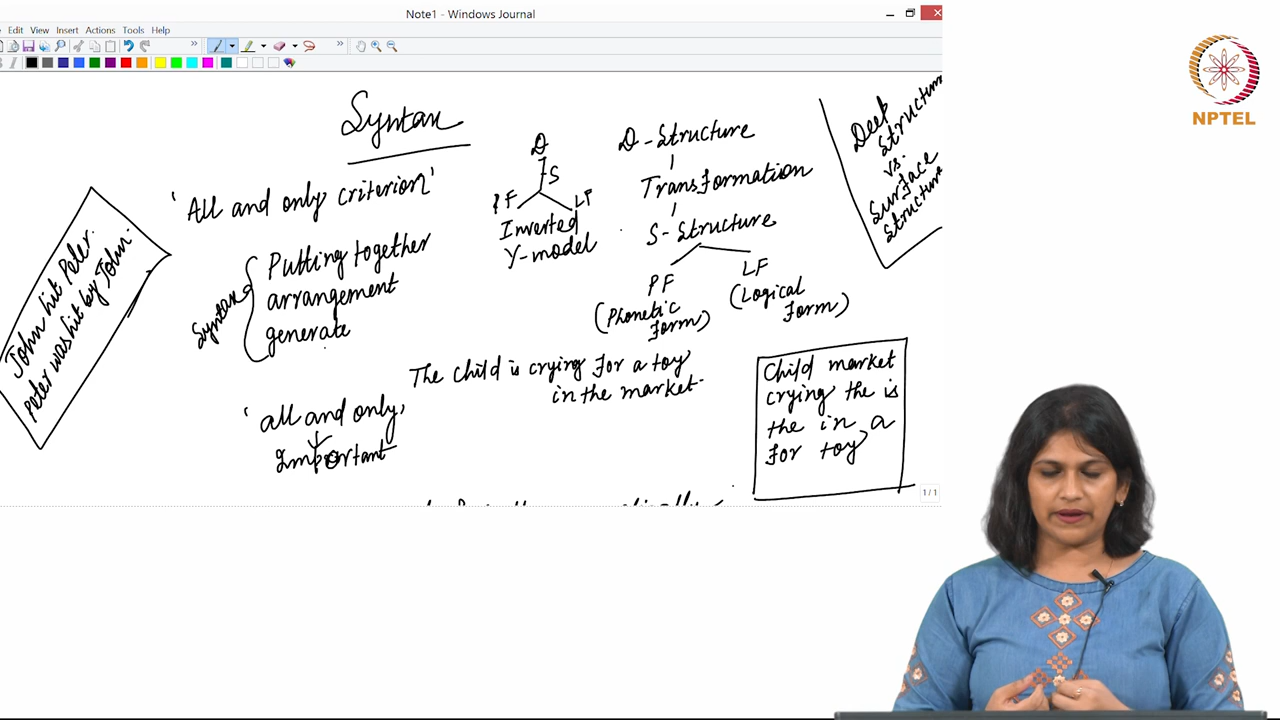 Note1 - Windows Journal
Edit View Insert Actions Tools Help
NPTEL
Syntax
'All and only criterion'
Syntax
Putting together
arrangement
generate
John hit Peter.
Peter was hit by John.
D
S
PF LF
Inverted
Y-model
D-Structure
Transformation
S-Structure
PF
(Phonetic
Form)
LF
(Logical
Form)
Deep
Structure
vs.
Surface
Structure
The child is crying for a toy
in the market.
'all and only,
Important
Child market
crying the is
the in a
for toy
1/1